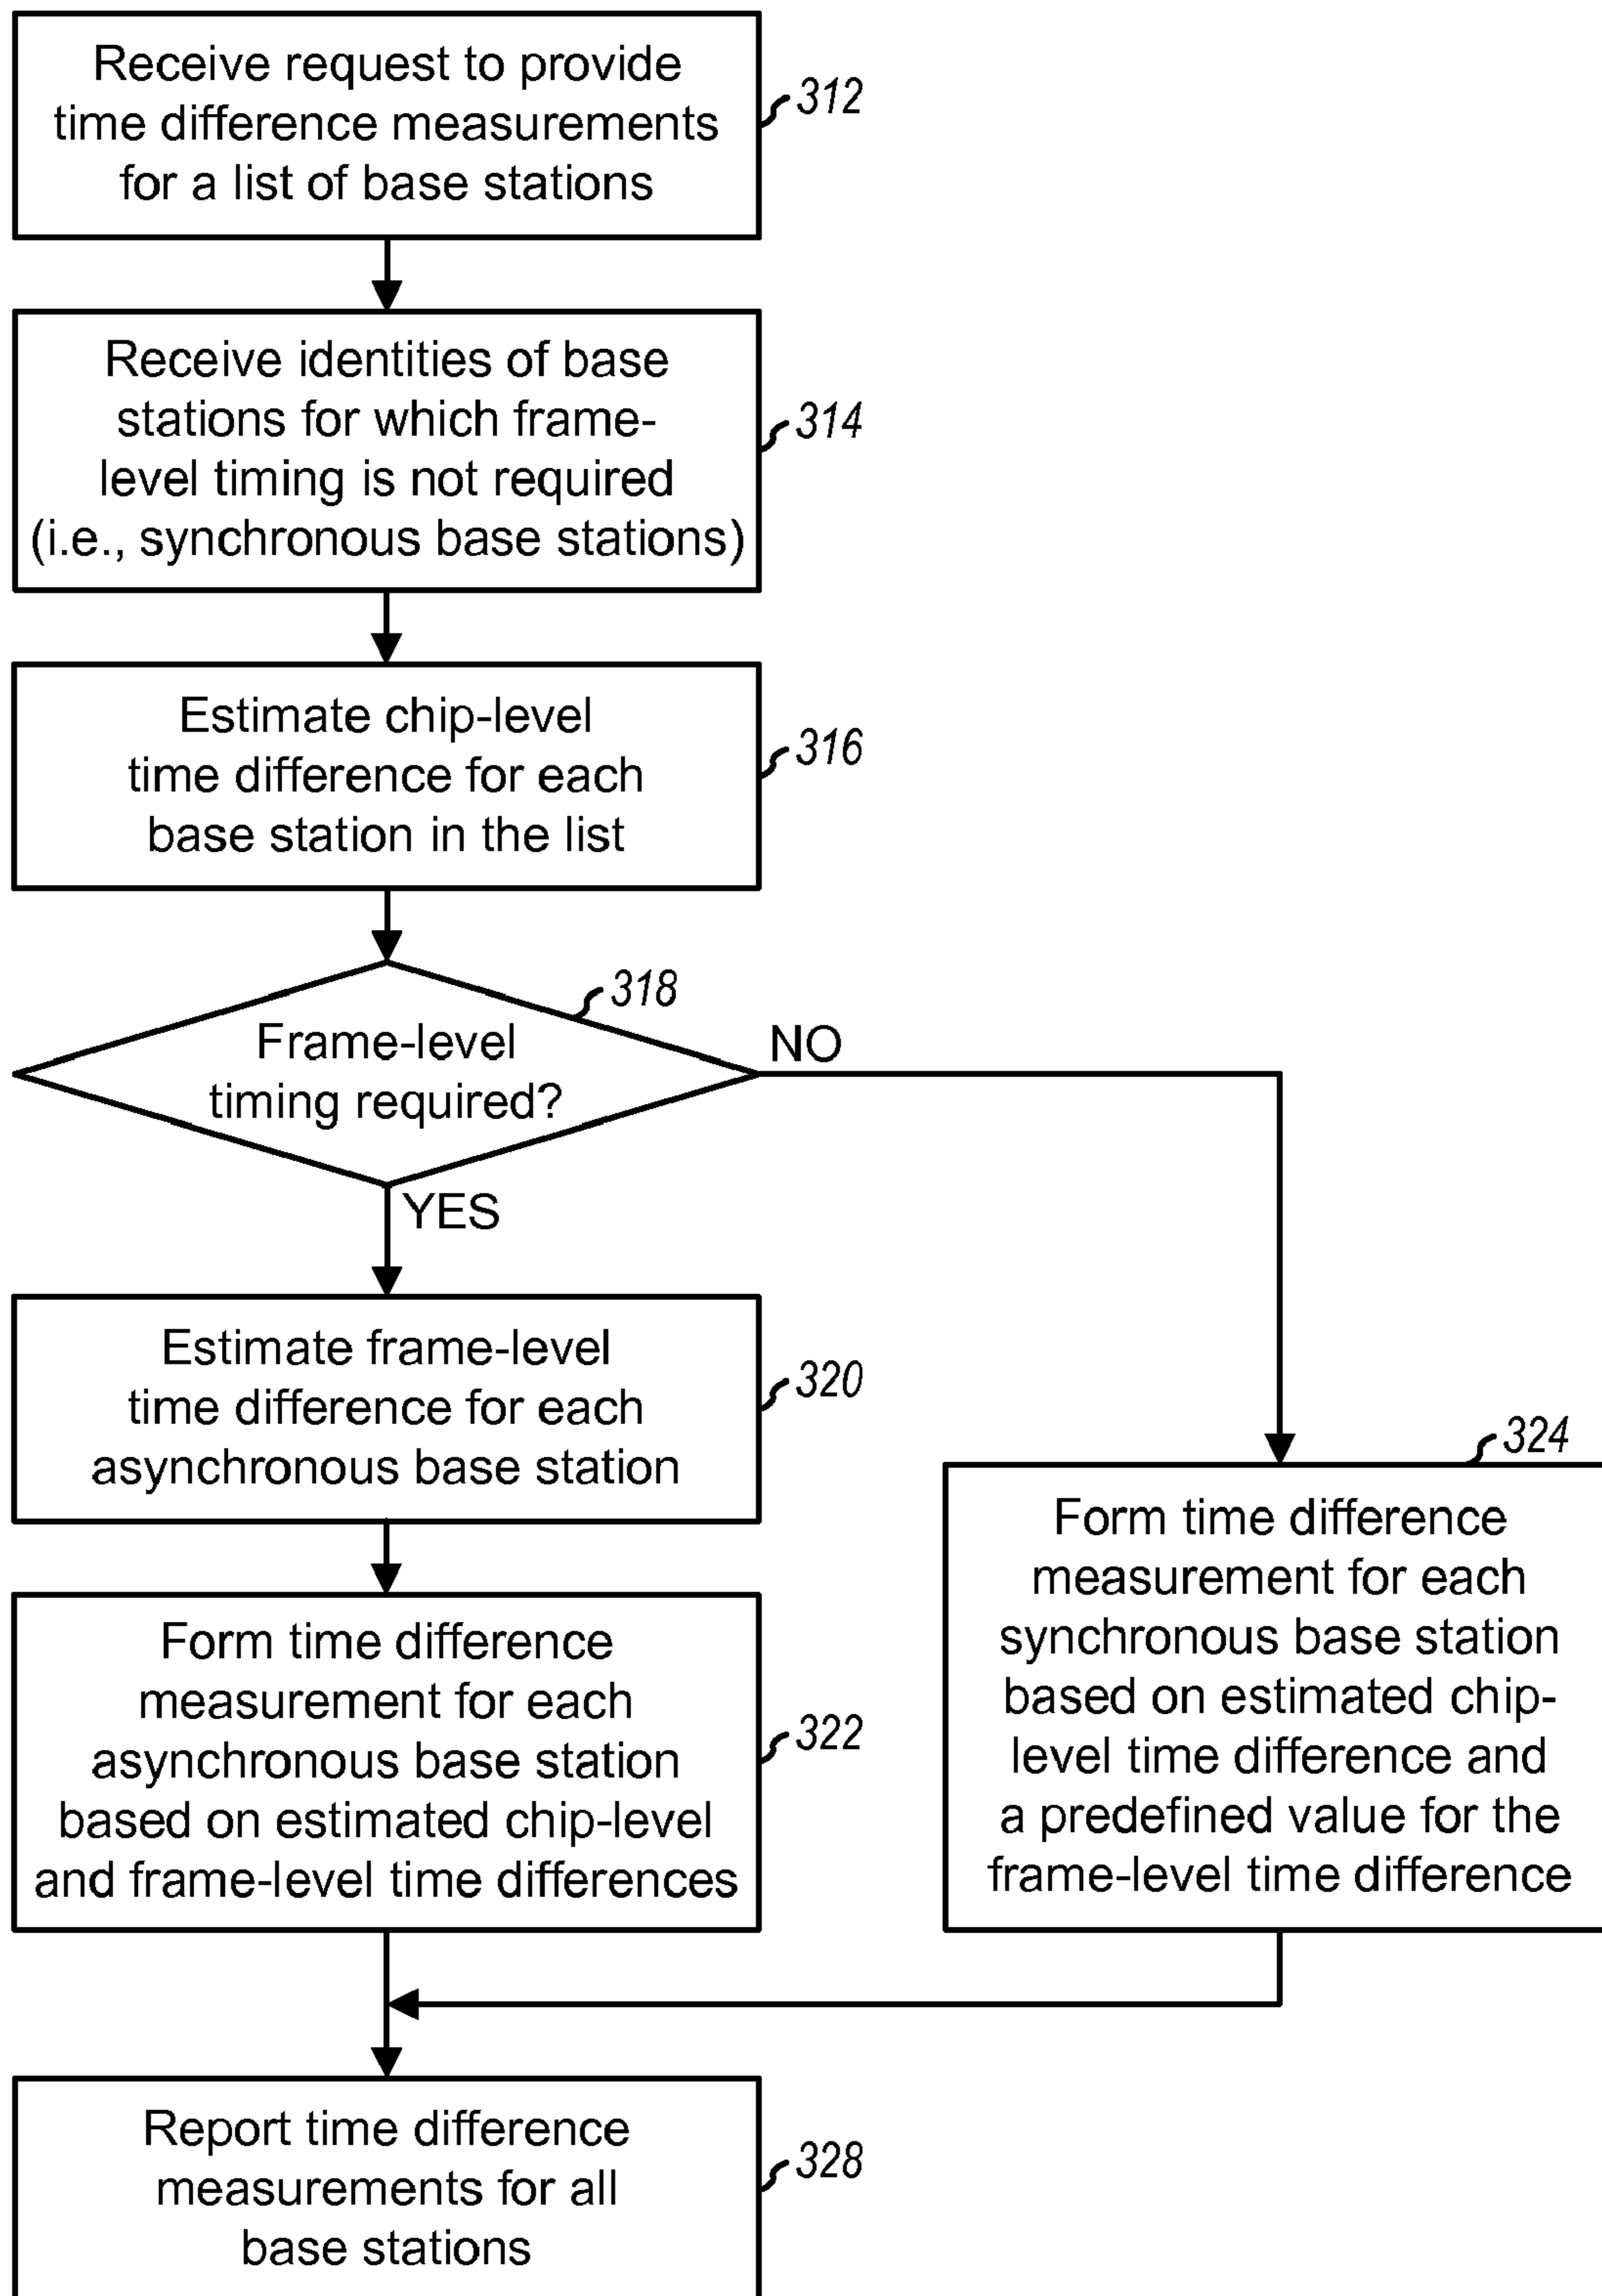 Receive request to provide
time difference measurements
for a list of base stations
312
Receive identities of base
stations for which frame-
level timing is not required
(i.e., synchronous base stations)
314
Estimate chip-level
time difference for each
base station in the list
316
318
Frame-level
timing required?
NO
YES
Estimate frame-level
time difference for each
asynchronous base station
320
Form time difference
measurement for each
asynchronous base station
based on estimated chip-level
and frame-level time differences
322
324
Form time difference
measurement for each
synchronous base station
based on estimated chip-
level time difference and
a predefined value for the
frame-level time difference
Report time difference
measurements for all
base stations
328